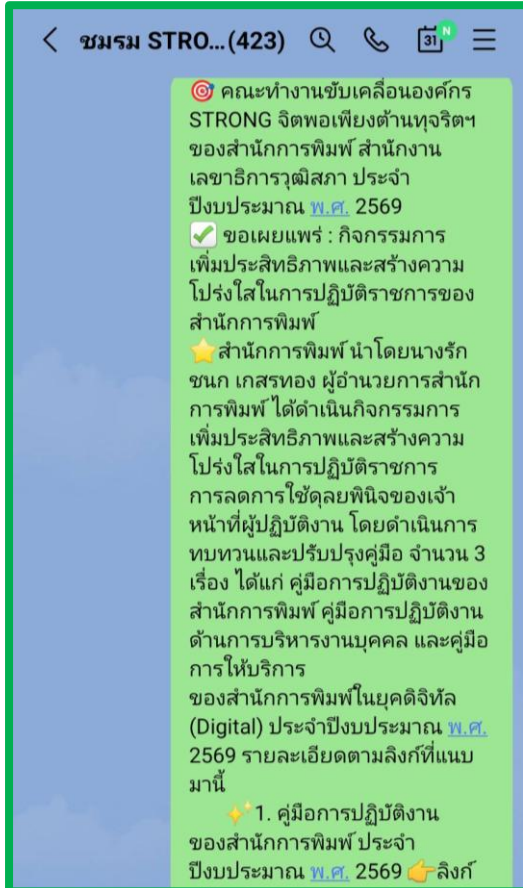 ชมรม STRO...(423)
31
N
🎯 คณะทำงานขับเคลื่อนองค์กร
STRONG จิตพอเพียงต้านทุจริตฯ
ของสำนักการพิมพ์ สำนักงาน
เลขาธิการวุฒิสภา ประจำ
ปีงบประมาณ พ.ศ. 2569
✅ ขอเผยแพร่ : กิจกรรมการ
เพิ่มประสิทธิภาพและสร้างความ
โปร่งใสในการปฏิบัติราชการของ
สำนักการพิมพ์
⭐สำนักการพิมพ์ นำโดยนางรัก
ชนก เกสรทอง ผู้อำนวยการสำนัก
การพิมพ์ ได้ดำเนินกิจกรรมการ
เพิ่มประสิทธิภาพและสร้างความ
โปร่งใสในการปฏิบัติราชการ
การลดการใช้ดุลยพินิจของเจ้า
หน้าที่ผู้ปฏิบัติงาน โดยดำเนินการ
ทบทวนและปรับปรุงคู่มือ จำนวน 3
เรื่อง ได้แก่ คู่มือการปฏิบัติงานของ
สำนักการพิมพ์ คู่มือการปฏิบัติงาน
ด้านการบริหารงานบุคคล และคู่มือ
การให้บริการ
ของสำนักการพิมพ์ในยุคดิจิทัล
(Digital) ประจำปีงบประมาณ พ.ศ.
2569 รายละเอียดตามลิงก์ที่แนบ
มานี้
✨1. คู่มือการปฏิบัติงาน
ของสำนักการพิมพ์ ประจำ
ปีงบประมาณ พ.ศ. 2569 👉ลิงก์